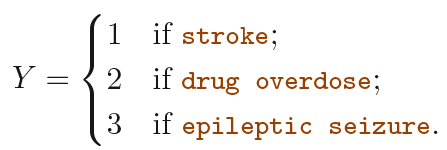 Y = { 1 if stroke;
2 if drug overdose;
3 if epileptic seizure.